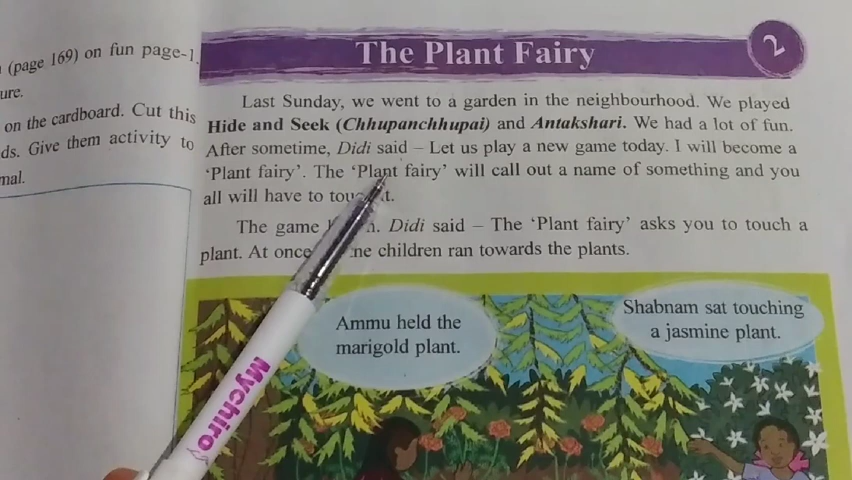 (page 169) on fun page-1.
ure.
on the cardboard. Cut this
ds. Give them activity to
mal.
The Plant Fairy
2
Last Sunday, we went to a garden in the neighbourhood. We played
Hide and Seek (Chhupanchhupai) and Antakshari. We had a lot of fun.
After sometime, Didi said – Let us play a new game today. I will become a
‘Plant fairy’. The ‘Plant fairy’ will call out a name of something and you
all will have to
The game Didi said – The ‘Plant fairy’ asks you to touch a
plant. At once children ran towards the plants.
Ammu held the
marigold plant.
Shabnam sat touching
a jasmine plant.
Mychiro